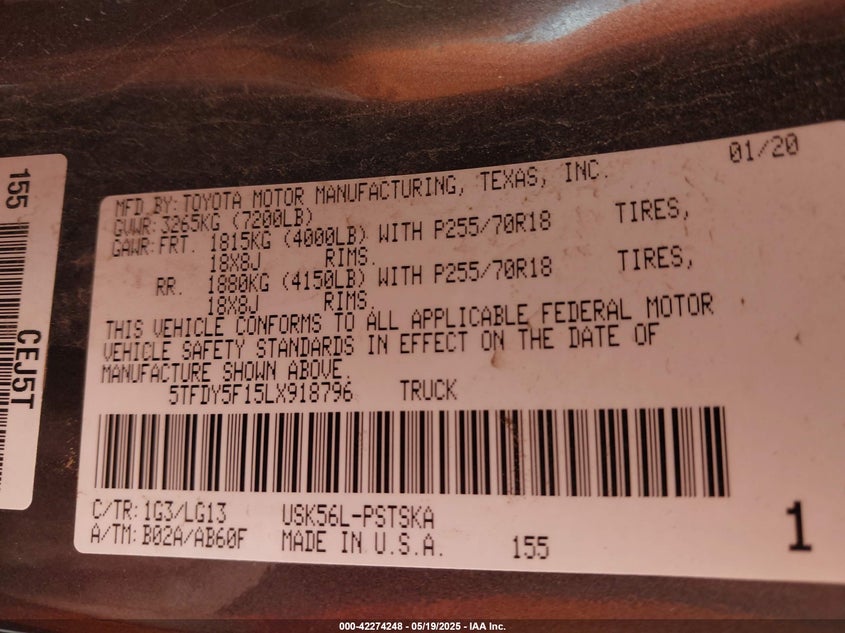 155
CEJ5T
01/20
MFD BY: TOYOTA MOTOR MANUFACTURING, TEXAS, INC.
GVWR: 3265KG (7200LB)
GAWR: FRT. 1815KG (4000LB) WITH P255/70R18 TIRES,
18X8J RIMS.
RR. 1880KG (4150LB) WITH P255/70R18 TIRES,
18X8J RIMS.
THIS VEHICLE CONFORMS TO ALL APPLICABLE FEDERAL MOTOR
VEHICLE SAFETY STANDARDS IN EFFECT ON THE DATE OF
MANUFACTURE SHOWN ABOVE.
5TFDY5F15LX918796 TRUCK
C/TR: 1G3/LG13 USK56L-PSTSKA
A/TM: B02A/AB60F MADE IN U.S.A. 155
1
000-42274248 - 05/19/2025 - IAA Inc.